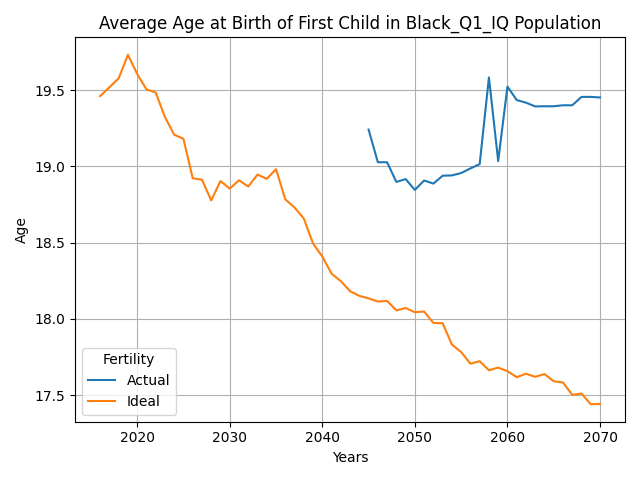 Average Age at Birth of First Child in Black_Q1_IQ Population
Age
19.5
19.0
18.5
18.0
17.5
Fertility
Actual
Ideal
2020
2030
2040
2050
2060
2070
Years